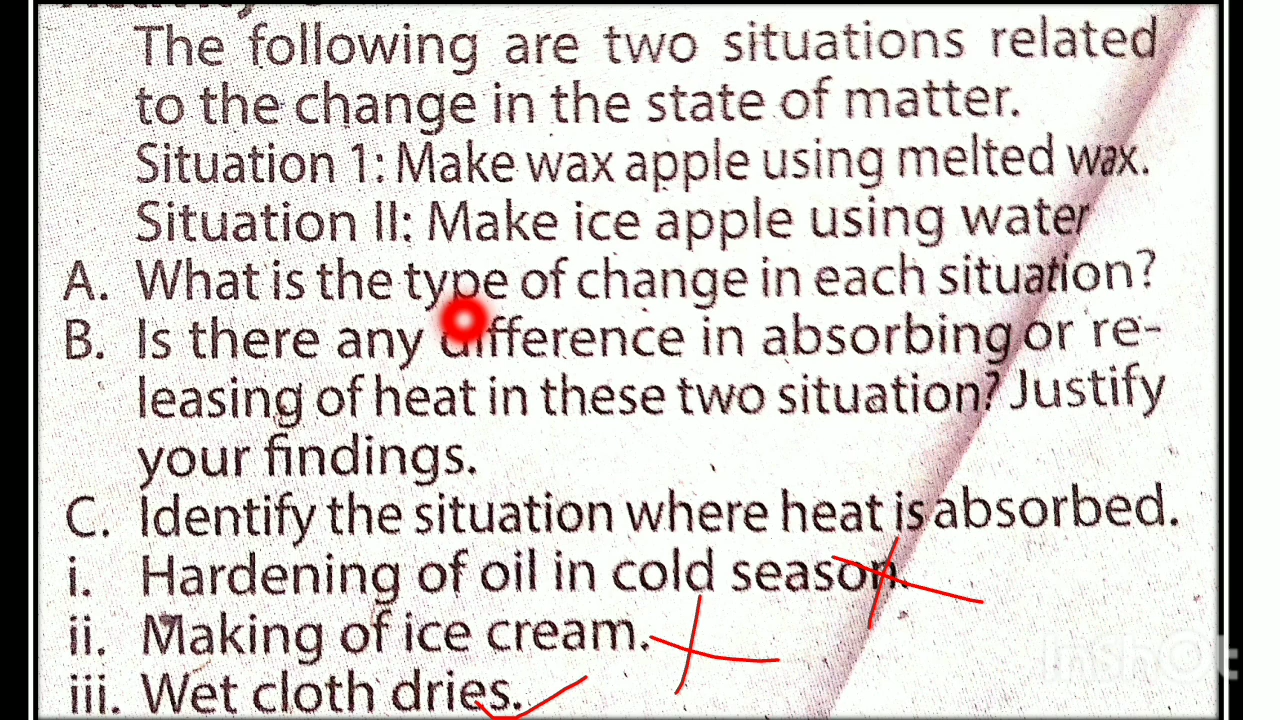 The following are two situations related
to the change in the state of matter.
Situation 1: Make wax apple using melted wax.
Situation II: Make ice apple using water
A. What is the type of change in each situation?
B. Is there any difference in absorbing or re-
leasing of heat in these two situation? Justify
your findings.
C. Identify the situation where heat is absorbed.
i. Hardening of oil in cold season.
ii. Making of ice cream.
iii. Wet cloth dries.